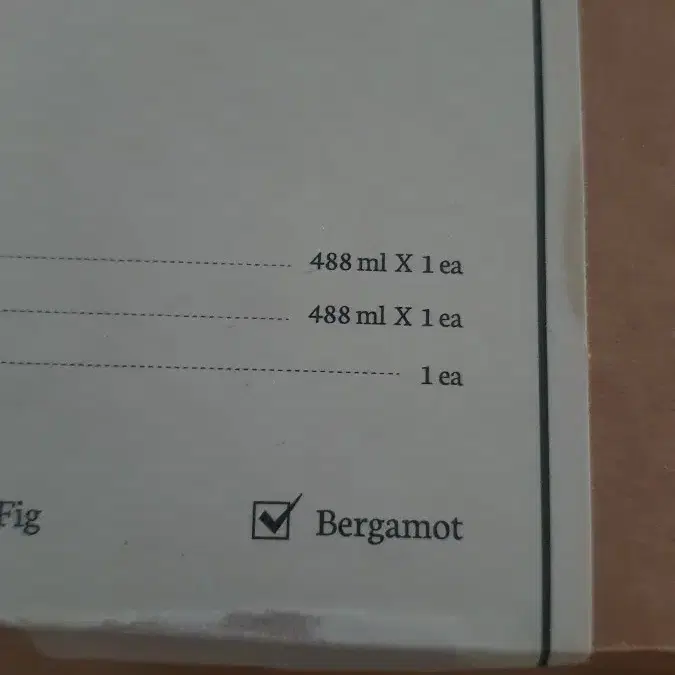 488 ml X 1 ea
488 ml X 1 ea
1 ea
Fig
Bergamot